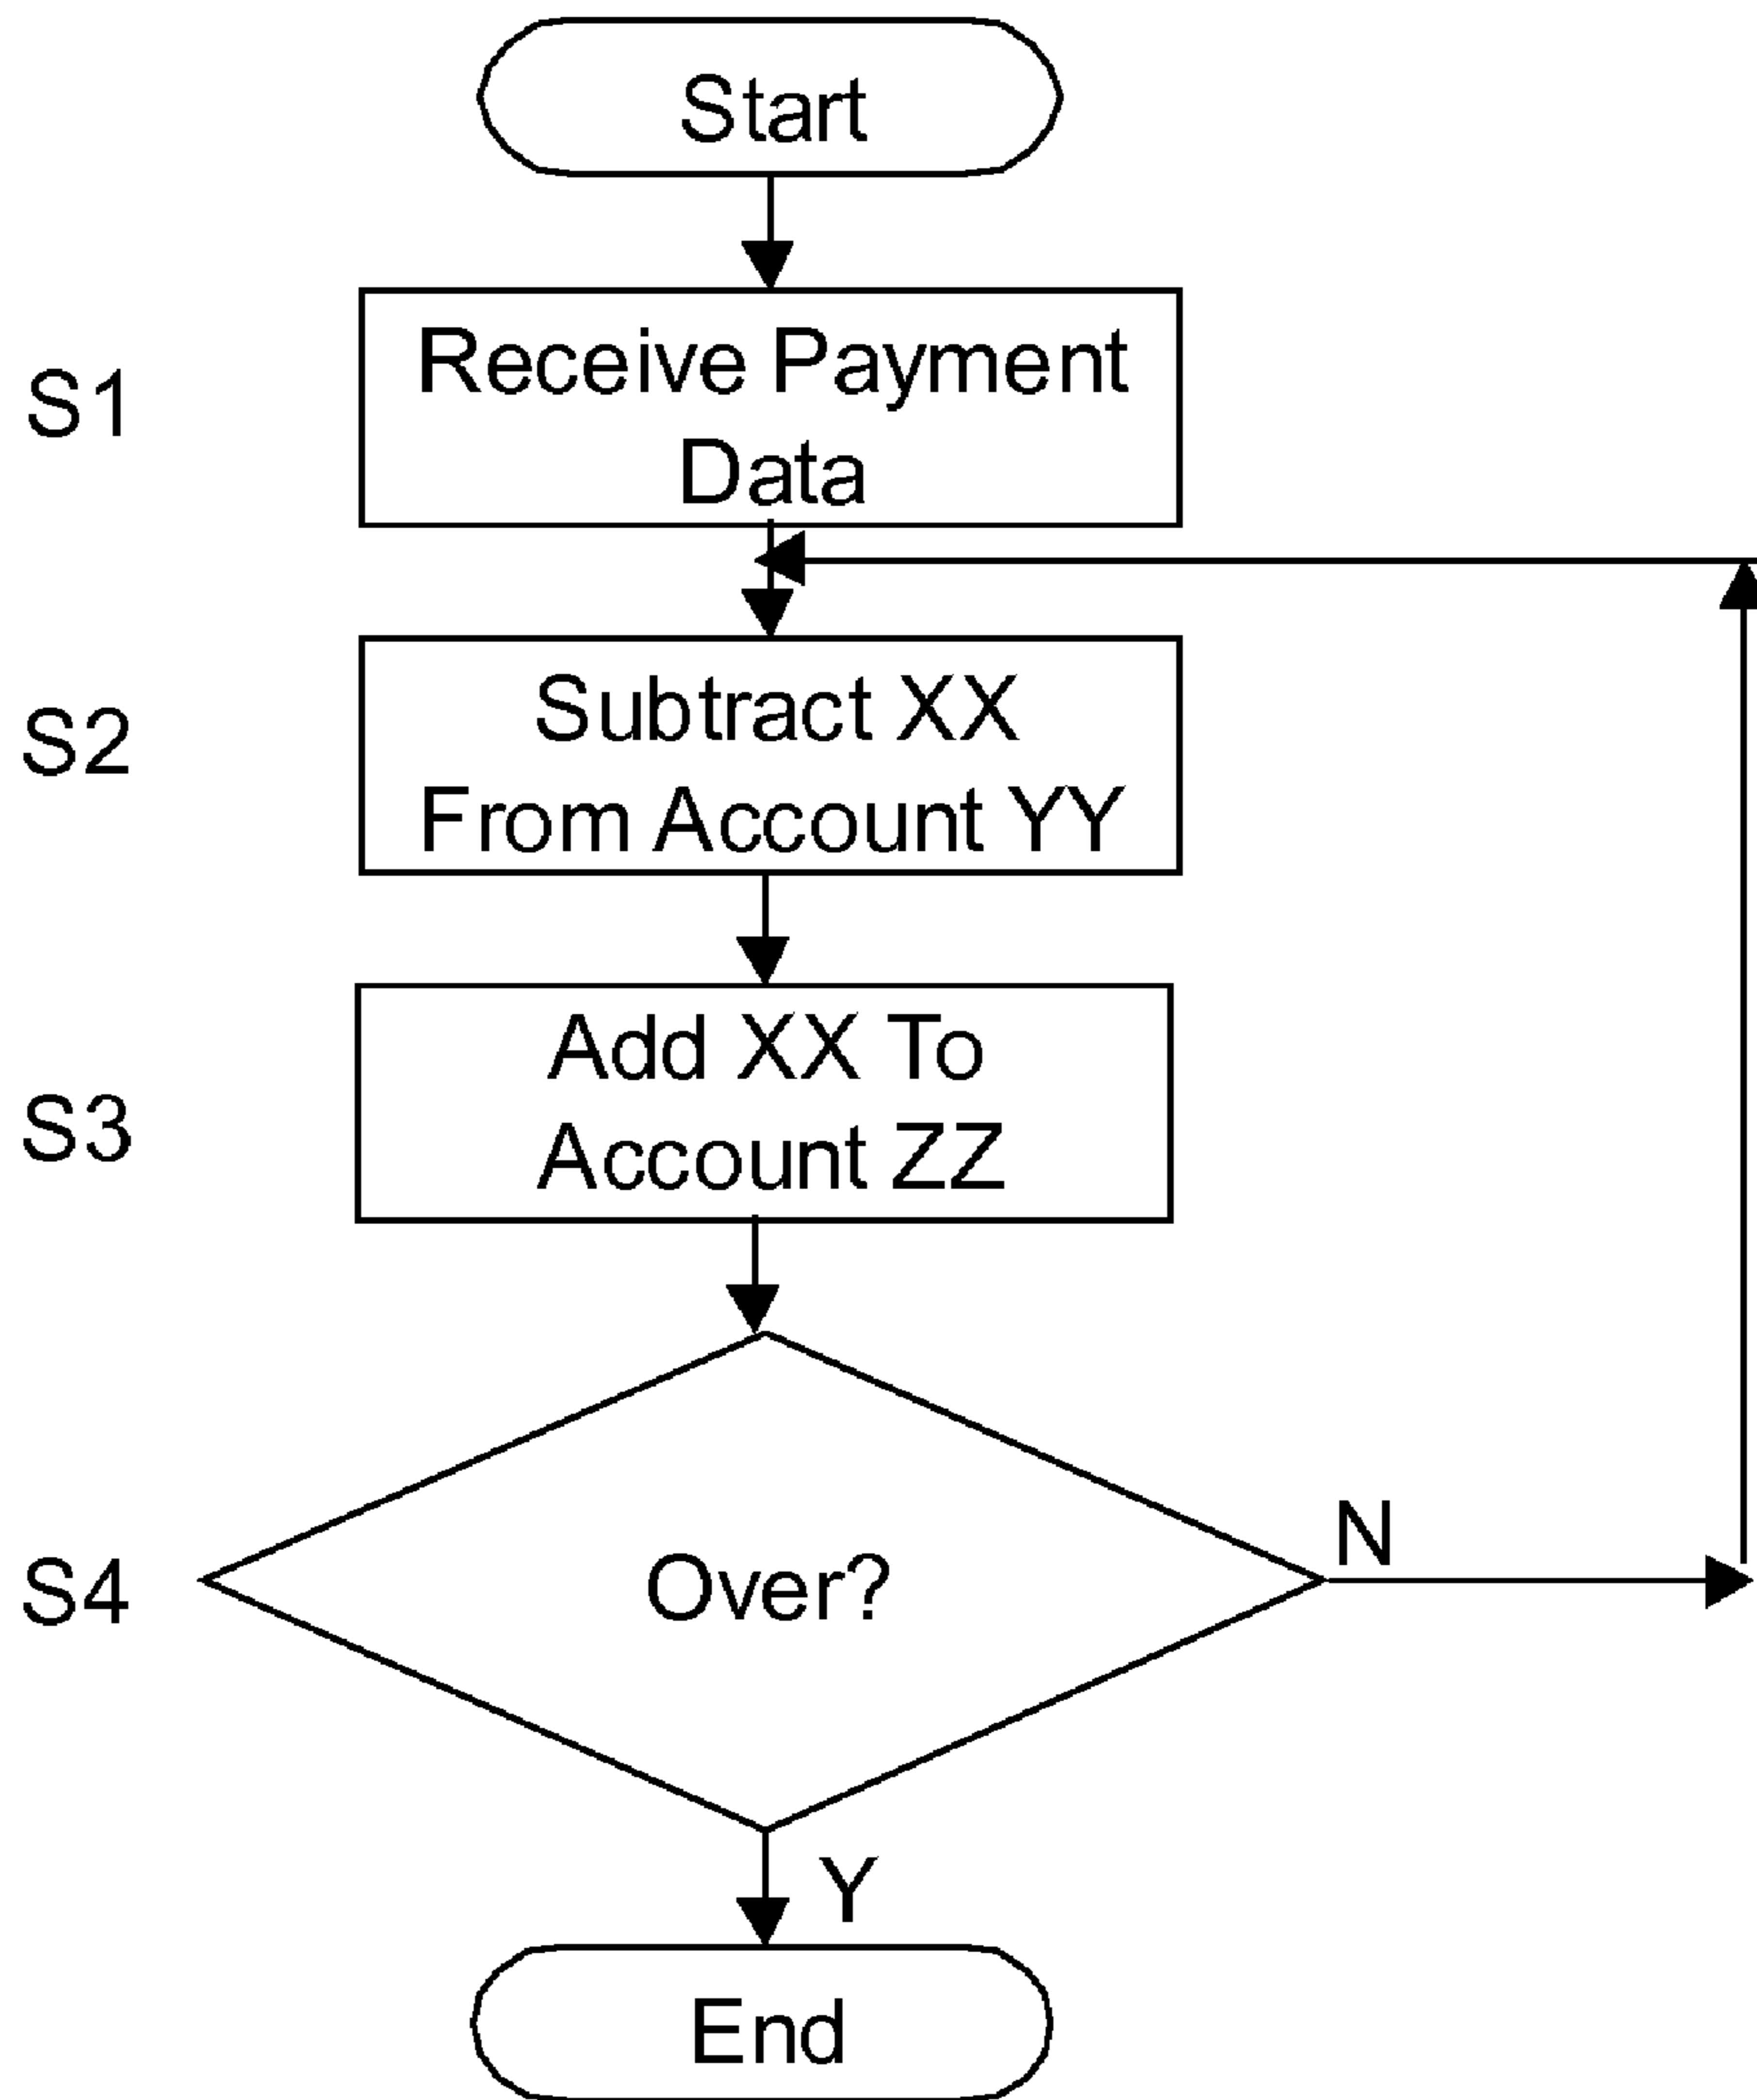 Start
S1
Receive Payment
Data
S2
Subtract XX
From Account YY
S3
Add XX To
Account ZZ
S4
Over?
N
Y
End